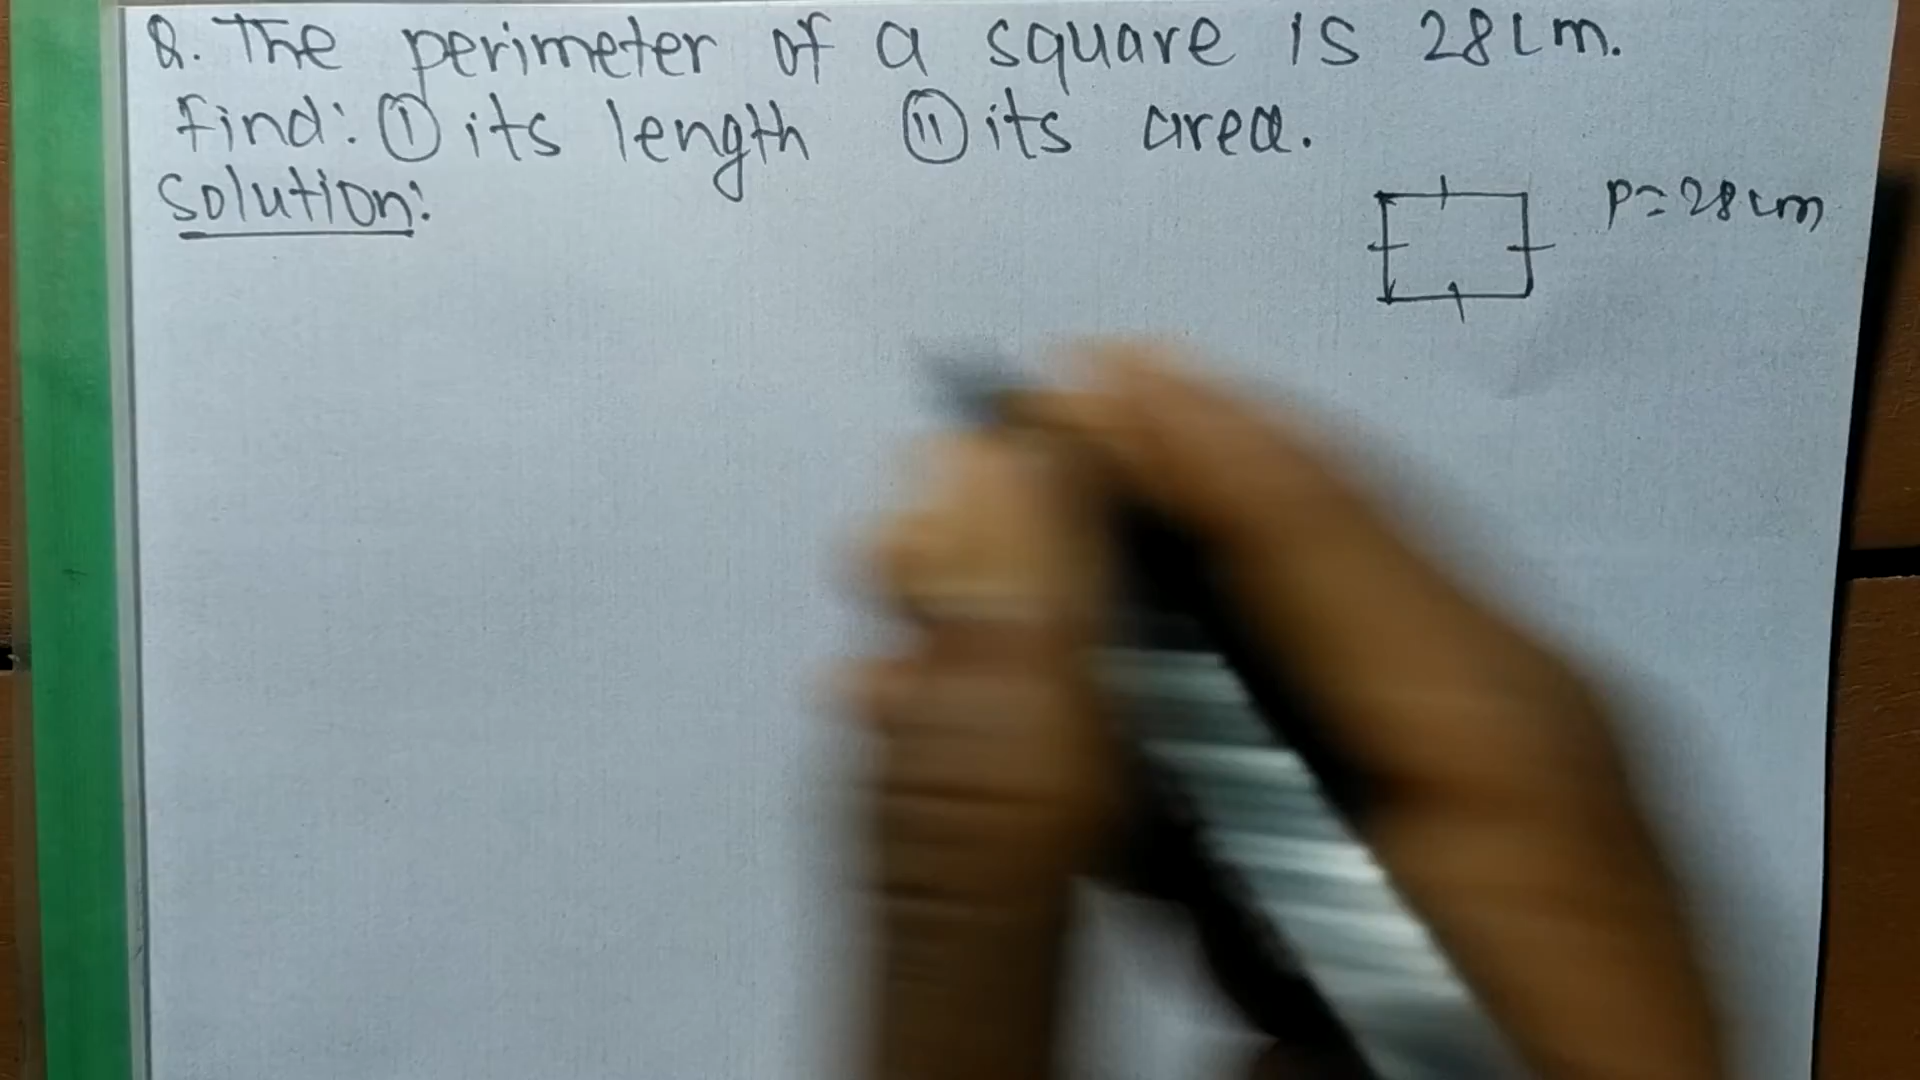 Q. The perimeter of a square is 28cm.
Find: (i) its length (ii) its area.
Solution:
P = 28cm